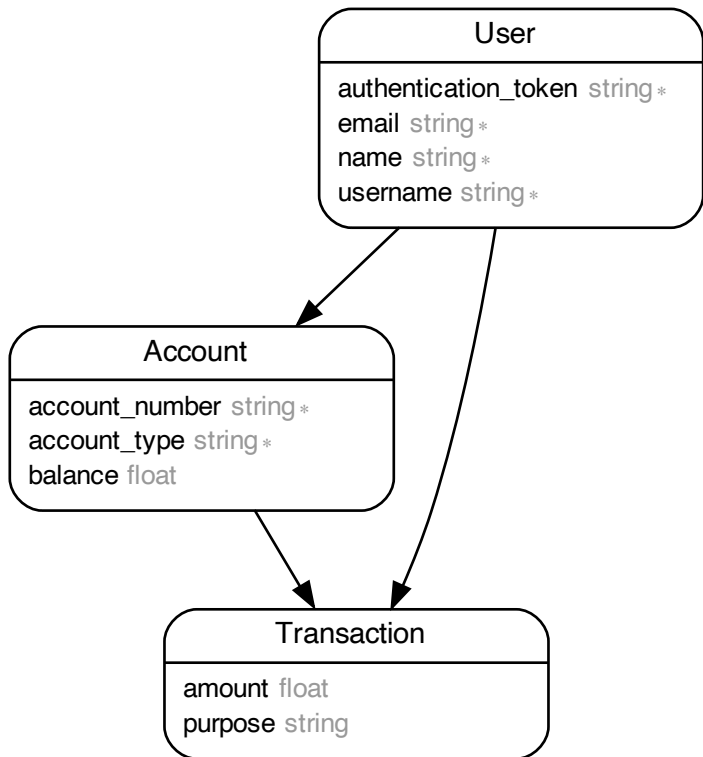 User
authentication_token string *
email string *
name string *
username string *
Account
account_number string *
account_type string *
balance float
Transaction
amount float
purpose string